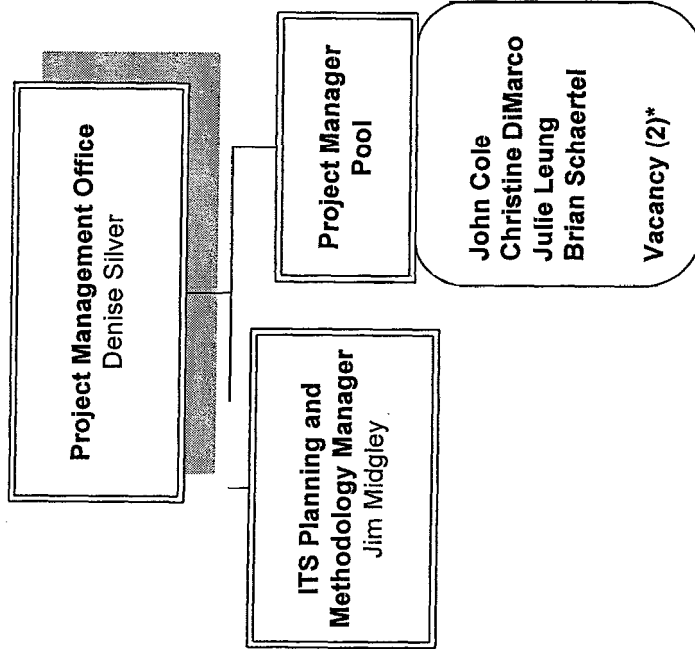 Project Management Office
Denise Silver
ITS Planning and
Methodology Manager
Jim Midgley
Project Manager
Pool
John Cole
Christine DiMarco
Julie Leung
Brian Schaertel
Vacancy (2)*